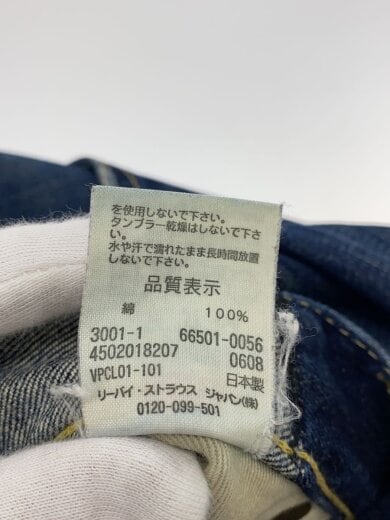 を使用しないで下さい。
タンブラー乾燥はしないで下さ
い。
水や汗で濡れたまま長時間放置
しないで下さい。
品質表示
綿 100%
3001-1 66501-0056
4502018207 0608
VPCL01-101 日本製
リーバイ・ストラウス ジャパン(株)
0120-099-501